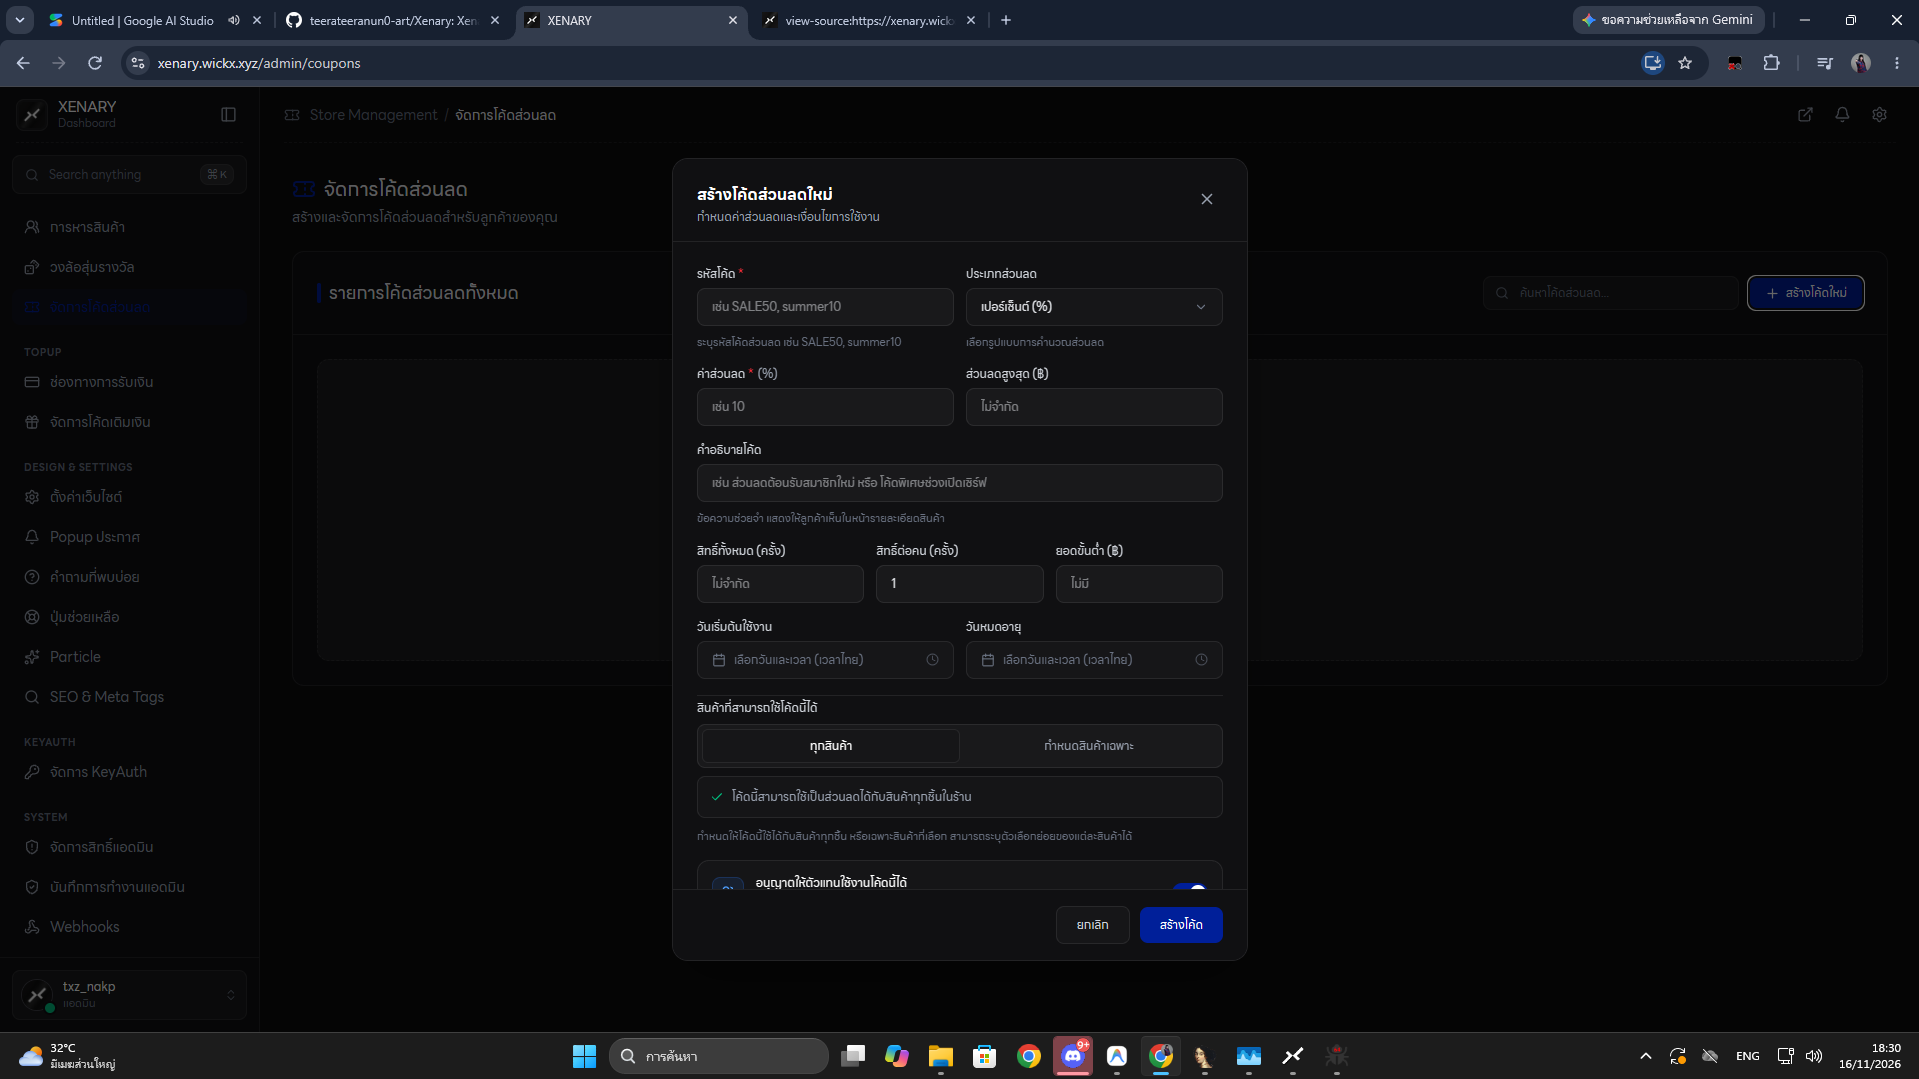 Untitled | Google AI Studio
teerateeranun0-art/Xenary: Xen
XENARY
view-source:https://xenary.wickx
ขอความช่วยเหลือจาก Gemini
xenary.wickx.xyz/admin/coupons
XENARY
Dashboard
Store Management / จัดการโค้ดส่วนลด
Search anything
⌘ K
การหารสินค้า
วงล้อสุ่มรางวัล
จัดการโค้ดส่วนลด
TOPUP
ช่องทางการรับเงิน
จัดการโค้ดเติมเงิน
DESIGN & SETTINGS
ตั้งค่าเว็บไซต์
Popup ประกาศ
คำถามที่พบบ่อย
ปุ่มช่วยเหลือ
Particle
SEO & Meta Tags
KEYAUTH
จัดการ KeyAuth
SYSTEM
จัดการสิทธิ์แอดมิน
บันทึกการทำงานแอดมิน
Webhooks
txz_nakp
แอดมิน
จัดการโค้ดส่วนลด
สร้างและจัดการโค้ดส่วนลดสำหรับลูกค้าของคุณ
รายการโค้ดส่วนลดทั้งหมด
ค้นหาโค้ดส่วนลด...
+ สร้างโค้ดใหม่
สร้างโค้ดส่วนลดใหม่
กำหนดค่าส่วนลดและเงื่อนไขการใช้งาน
รหัสโค้ด *
ประเภทส่วนลด
เช่น SALE50, summer10
เปอร์เซ็นต์ (%)
ระบุรหัสโค้ดส่วนลด เช่น SALE50, summer10
เลือกรูปแบบการคำนวณส่วนลด
ค่าส่วนลด * (%)
ส่วนลดสูงสุด (฿)
เช่น 10
ไม่จำกัด
คำอธิบายโค้ด
เช่น ส่วนลดต้อนรับสมาชิกใหม่ หรือ โค้ดพิเศษช่วงเปิดเซิร์ฟ
ข้อความช่วยจำ แสดงให้ลูกค้าเห็นในหน้ารายละเอียดสินค้า
สิทธิ์ทั้งหมด (ครั้ง)
สิทธิ์ต่อคน (ครั้ง)
ยอดขั้นต่ำ (฿)
ไม่จำกัด
1
ไม่มี
วันเริ่มต้นใช้งาน
วันหมดอายุ
เลือกวันและเวลา (เวลาไทย)
เลือกวันและเวลา (เวลาไทย)
สินค้าที่สามารถใช้โค้ดนี้ได้
ทุกสินค้า
กำหนดสินค้าเฉพาะ
โค้ดนี้สามารถใช้เป็นส่วนลดได้กับสินค้าทุกชิ้นในร้าน
กำหนดให้โค้ดนี้ใช้ได้กับสินค้าทุกชิ้น หรือเฉพาะสินค้าที่เลือก สามารถระบุตัวเลือกย่อยของแต่ละสินค้าได้
อนุญาตให้ตัวแทนใช้งานโค้ดนี้ได้
ยกเลิก
สร้างโค้ด
32°C
มีเมฆส่วนใหญ่
การค้นหา
9+
ENG
18:30
16/11/2026